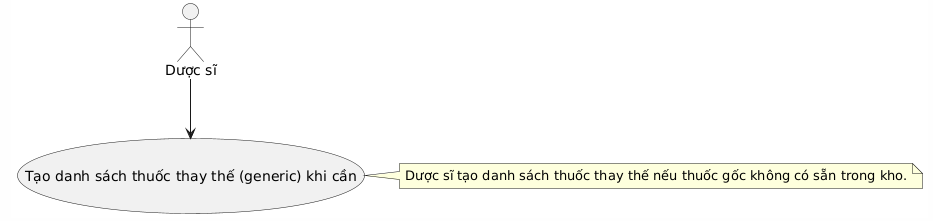 Dược sĩ
Tạo danh sách thuốc thay thế (generic) khi cần
Dược sĩ tạo danh sách thuốc thay thế nếu thuốc gốc không có sẵn trong kho.